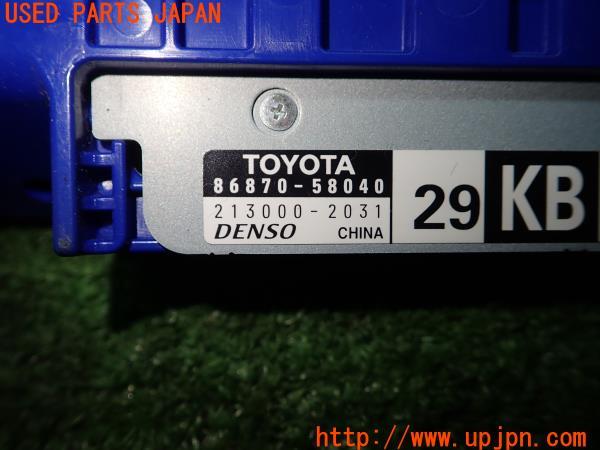 USED PARTS JAPAN
TOYOTA
86870-58040
213000-2031
DENSO CHINA
29 KB
http://www.upjpn.com/